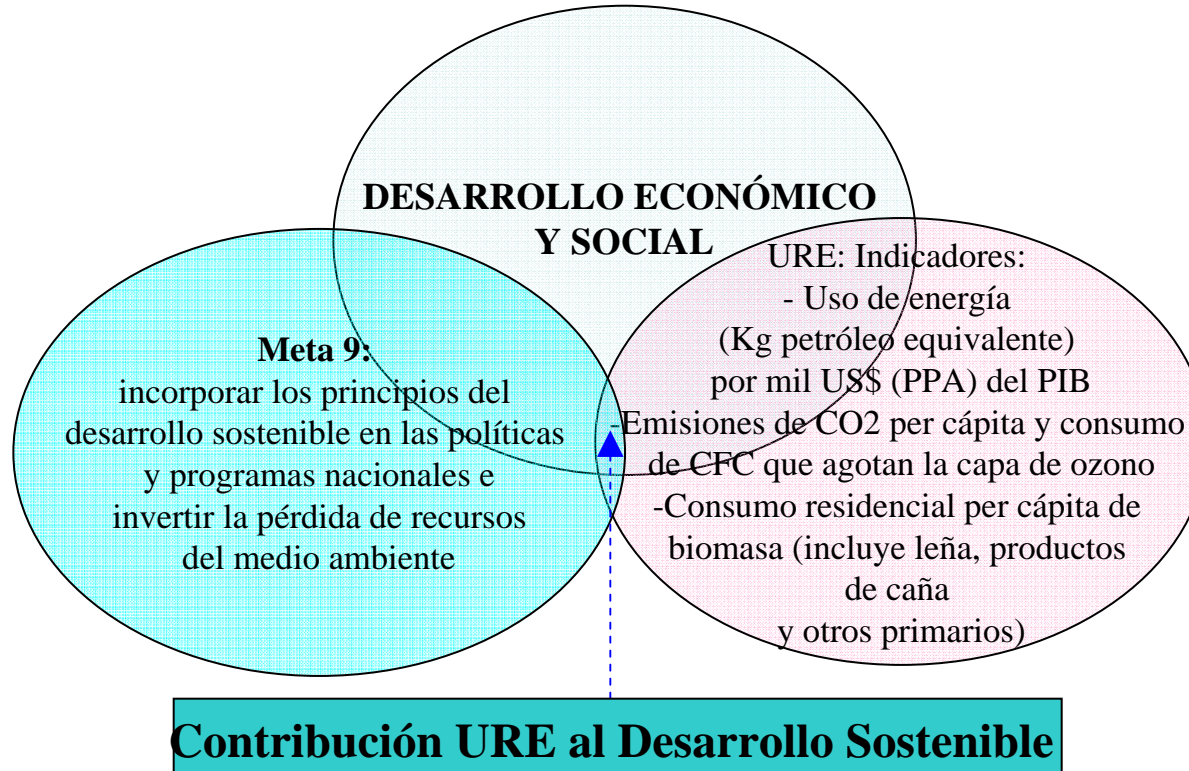 DESARROLLO ECONÓMICO
Y SOCIAL
Meta 9:
incorporar los principios del
desarrollo sostenible en las políticas
y programas nacionales e
invertir la pérdida de recursos
del medio ambiente
URE: Indicadores:
- Uso de energía
(Kg petróleo equivalente)
por mil US$ (PPA) del PIB
-Emisiones de CO2 per cápita y consumo
de CFC que agotan la capa de ozono
-Consumo residencial per cápita de
biomasa (incluye leña, productos
de caña
y otros primarios)
Contribución URE al Desarrollo Sostenible